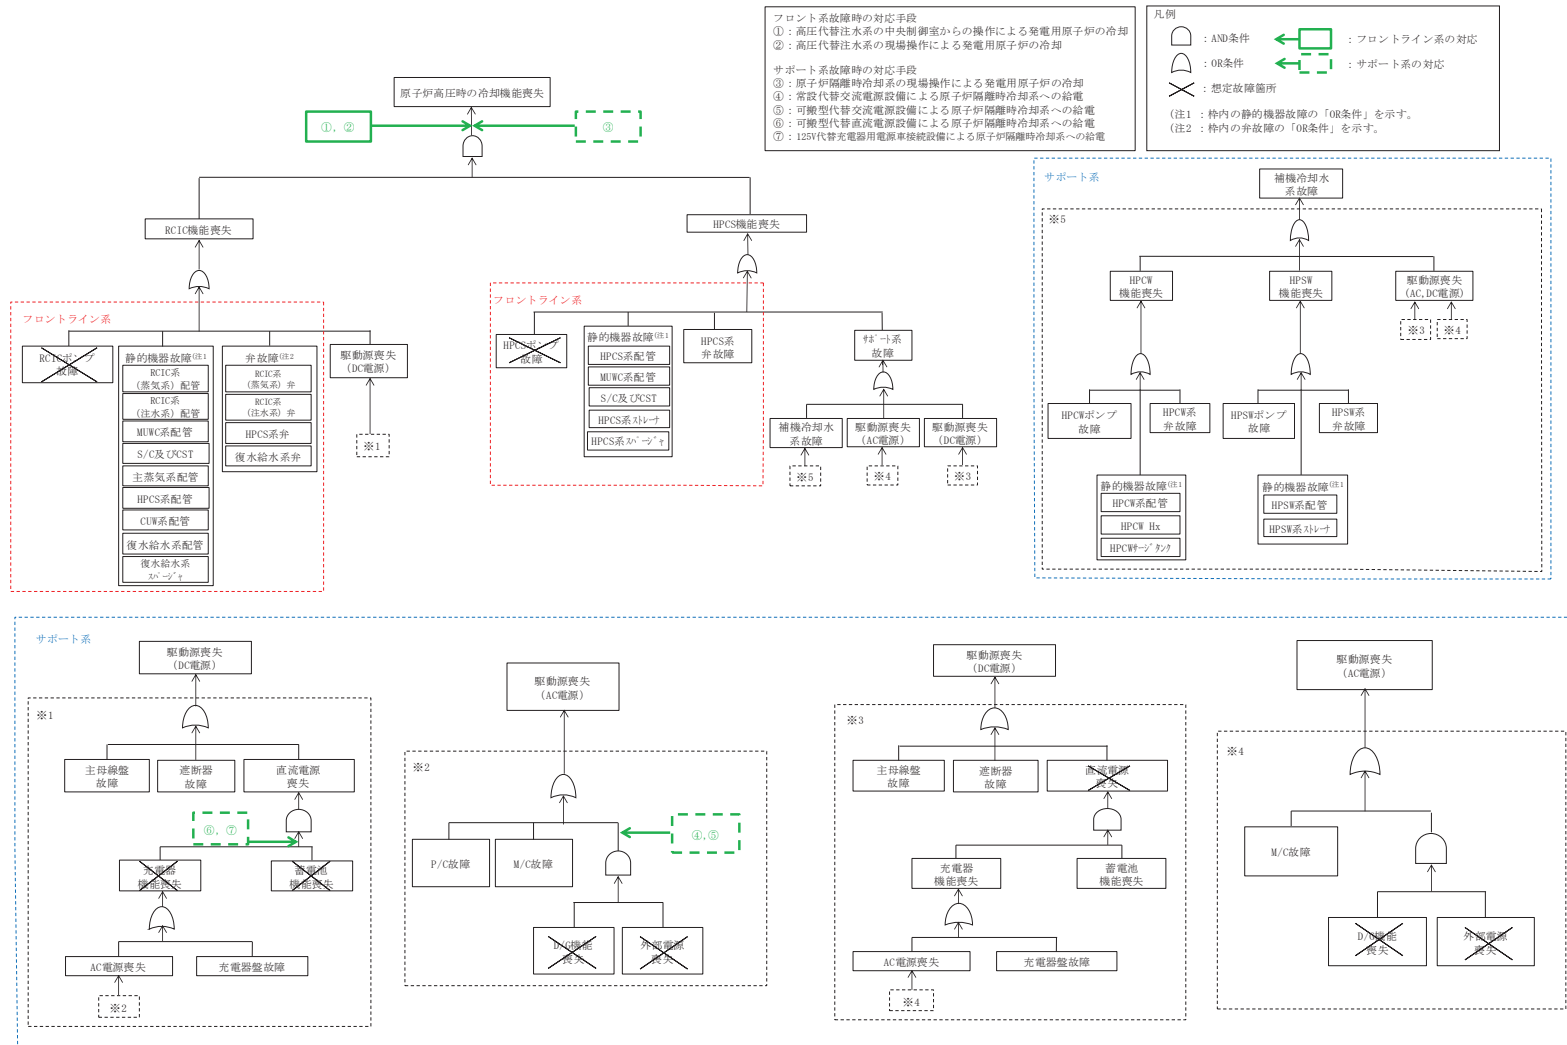 フロント系故障時の対応手段
①：高圧代替注水系の中央制御室からの操作による発電用原子炉の冷却
②：高圧代替注水系の現場操作による発電用原子炉の冷却
サポート系故障時の対応手段
③：原子炉隔離時冷却系の現場操作による発電用原子炉の冷却
④：常設代替交流電源設備による原子炉隔離時冷却系への給電
⑤：可搬型代替交流電源設備による原子炉隔離時冷却系への給電
⑥：可搬型代替直流電源設備による原子炉隔離時冷却系への給電
⑦：125V代替充電器用電源車接続設備による原子炉隔離時冷却系への給電
凡例
：AND条件
：フロントライン系の対応
：OR条件
：サポート系の対応
：想定故障箇所
(注1 ：枠内の静的機器故障の「OR条件」を示す。
(注2 ：枠内の弁故障の「OR条件」を示す。
原子炉高圧時の冷却機能喪失
①、②
③
RCIC機能喪失
HPCS機能喪失
フロントライン系
RCICポンプ
故障
静的機器故障(注1
RCIC系
(蒸気系) 配管
RCIC系
(注水系) 配管
MUWC系配管
S/C及びCST
主蒸気系配管
HPCS系配管
CUW系配管
復水給水系配管
復水給水系
スパージャ
弁故障(注2
RCIC系
(蒸気系) 弁
RCIC系
(注水系) 弁
HPCS系弁
復水給水系弁
駆動源喪失
(DC電源)
※1
フロントライン系
HPCSポンプ
故障
静的機器故障(注1
HPCS系配管
MUWC系配管
S/C及びCST
HPCS系ストレーナ
HPCS系スパージャ
HPCS系
弁故障
サポート系
故障
補機冷却水
系故障
駆動源喪失
(AC電源)
駆動源喪失
(DC電源)
※5
※4
※3
サポート系
補機冷却水
系故障
※5
HPCW
機能喪失
HPSW
機能喪失
駆動源喪失
(AC,DC電源)
※3
※4
HPCWポンプ
故障
HPCW系
弁故障
HPSWポンプ
故障
HPSW系
弁故障
静的機器故障(注1
HPCW系配管
HPCW Hx
HPCWサージタンク
静的機器故障(注1
HPSW系配管
HPSW系ストレーナ
サポート系
駆動源喪失
(DC電源)
※1
主母線盤
故障
遮断器
故障
直流電源
喪失
⑥、⑦
充電器
機能喪失
蓄電池
機能喪失
AC電源喪失
充電器盤故障
※2
駆動源喪失
(AC電源)
※2
P/C故障
M/C故障
④,⑤
D/G機能
喪失
外部電源
喪失
駆動源喪失
(DC電源)
※3
主母線盤
故障
遮断器
故障
直流電源
喪失
充電器
機能喪失
蓄電池
機能喪失
AC電源喪失
充電器盤故障
※4
駆動源喪失
(AC電源)
※4
M/C故障
D/G機能
喪失
外部電源
喪失